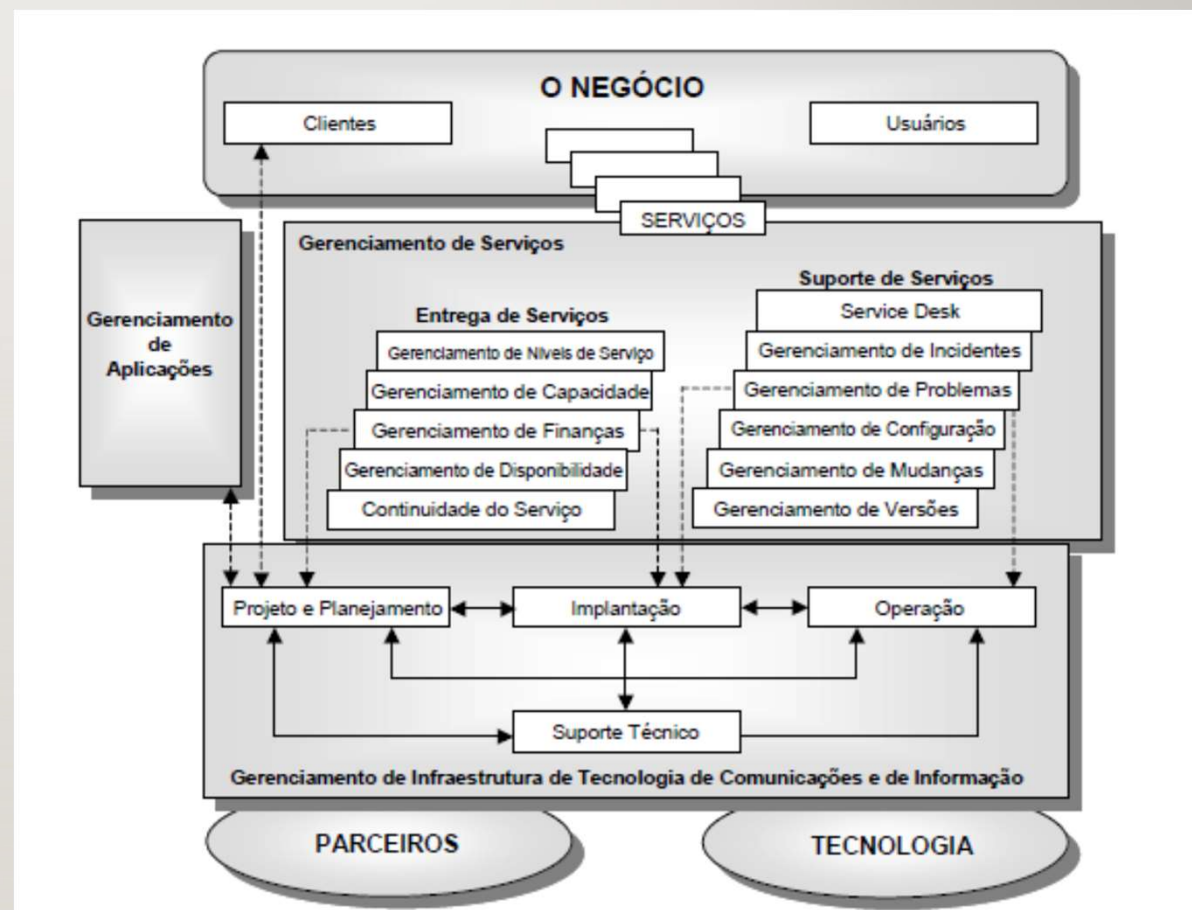 O NEGÓCIO
Clientes
Usuários
SERVIÇOS
Gerenciamento
de
Aplicações
Gerenciamento de Serviços
Entrega de Serviços
Gerenciamento de Níveis de Serviço
Gerenciamento de Capacidade
Gerenciamento de Finanças
Gerenciamento de Disponibilidade
Continuidade do Serviço
Suporte de Serviços
Service Desk
Gerenciamento de Incidentes
Gerenciamento de Problemas
Gerenciamento de Configuração
Gerenciamento de Mudanças
Gerenciamento de Versões
Projeto e Planejamento
Implantação
Operação
Suporte Técnico
Gerenciamento de Infraestrutura de Tecnologia de Comunicações e de Informação
PARCEIROS
TECNOLOGIA